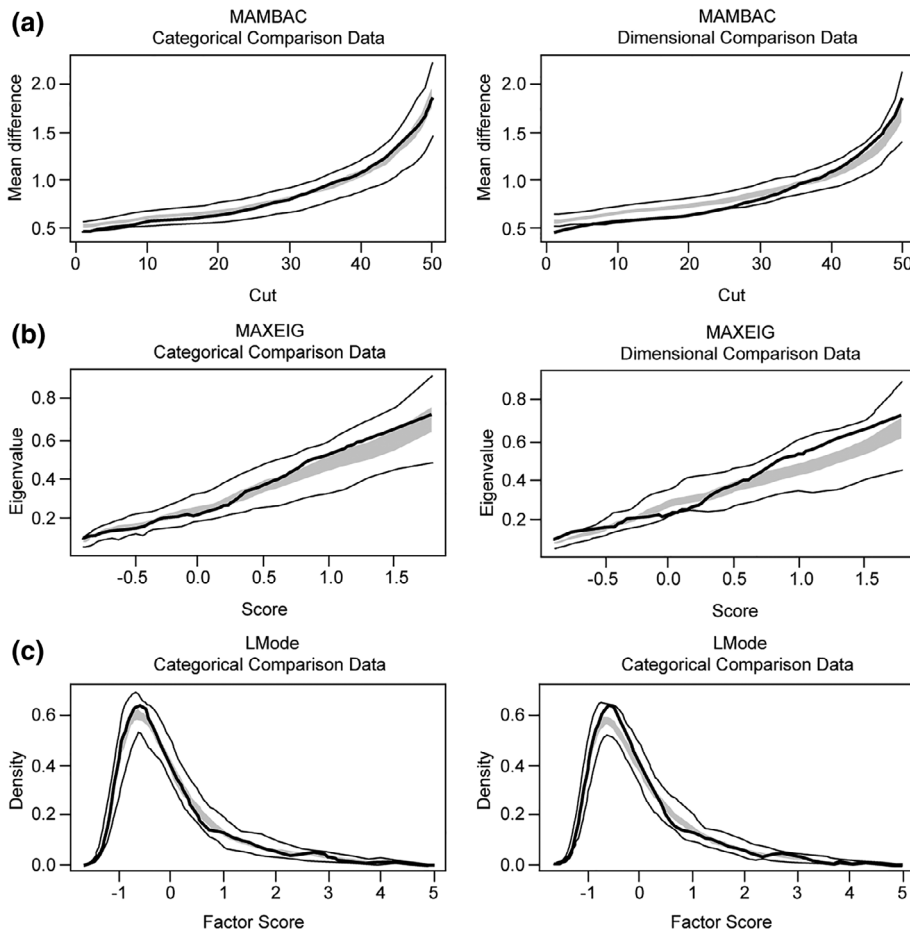 (a)
MAMBAC
Categorical Comparison Data
Mean difference
2.0
1.5
1.0
0.5
0 10 20 30 40 50
Cut
MAMBAC
Dimensional Comparison Data
Mean difference
2.0
1.5
1.0
0.5
0 10 20 30 40 50
Cut
(b)
MAXEIG
Categorical Comparison Data
Eigenvalue
0.8
0.6
0.4
0.2
-0.5 0.0 0.5 1.0 1.5
Score
MAXEIG
Dimensional Comparison Data
Eigenvalue
0.8
0.6
0.4
0.2
-0.5 0.0 0.5 1.0 1.5
Score
(c)
LMode
Categorical Comparison Data
Density
0.6
0.4
0.2
0.0
-1 0 1 2 3 4 5
Factor Score
LMode
Categorical Comparison Data
Density
0.6
0.4
0.2
0.0
-1 0 1 2 3 4 5
Factor Score